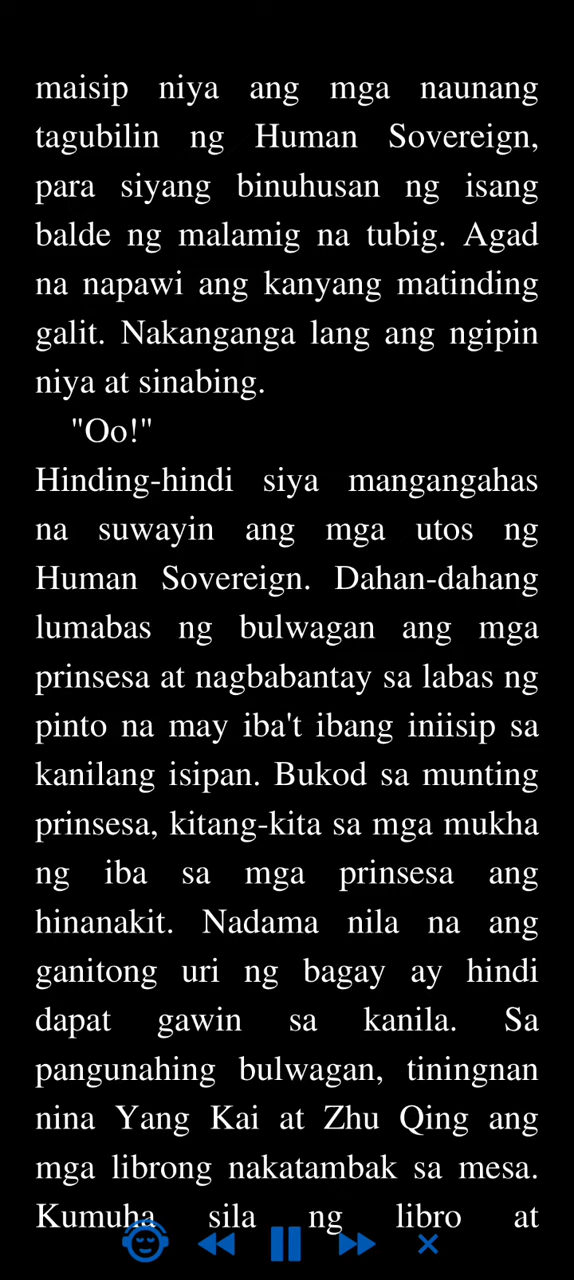 maisip niya ang mga naunang
tagubilin ng Human Sovereign,
para siyang binuhusan ng isang
balde ng malamig na tubig. Agad
na napawi ang kanyang matinding
galit. Nakanganga lang ang ngipin
niya at sinabing.
"Oo!"
Hinding-hindi siya mangangahas
na suwayin ang mga utos ng
Human Sovereign. Dahan-dahang
lumabas ng bulwagan ang mga
prinsesa at nagbabantay sa labas ng
pinto na may iba't ibang iniisip sa
kanilang isipan. Bukod sa munting
prinsesa, kitang-kita sa mga mukha
ng iba sa mga prinsesa ang
hinanakit. Nadama nila na ang
ganitong uri ng bagay ay hindi
dapat gawin sa kanila. Sa
pangunahing bulwagan, tiningnan
nina Yang Kai at Zhu Qing ang
mga librong nakatambak sa mesa.
Kumuha sila ng libro at